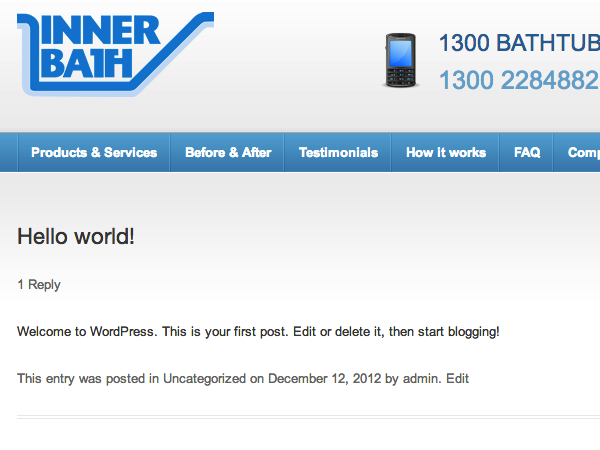 INNER
BATH
1300 BATHTUB
1300 2284882
Products & Services Before & After Testimonials How it works FAQ Comp
Hello world!
1 Reply
Welcome to WordPress. This is your first post. Edit or delete it, then start blogging!
This entry was posted in Uncategorized on December 12, 2012 by admin. Edit